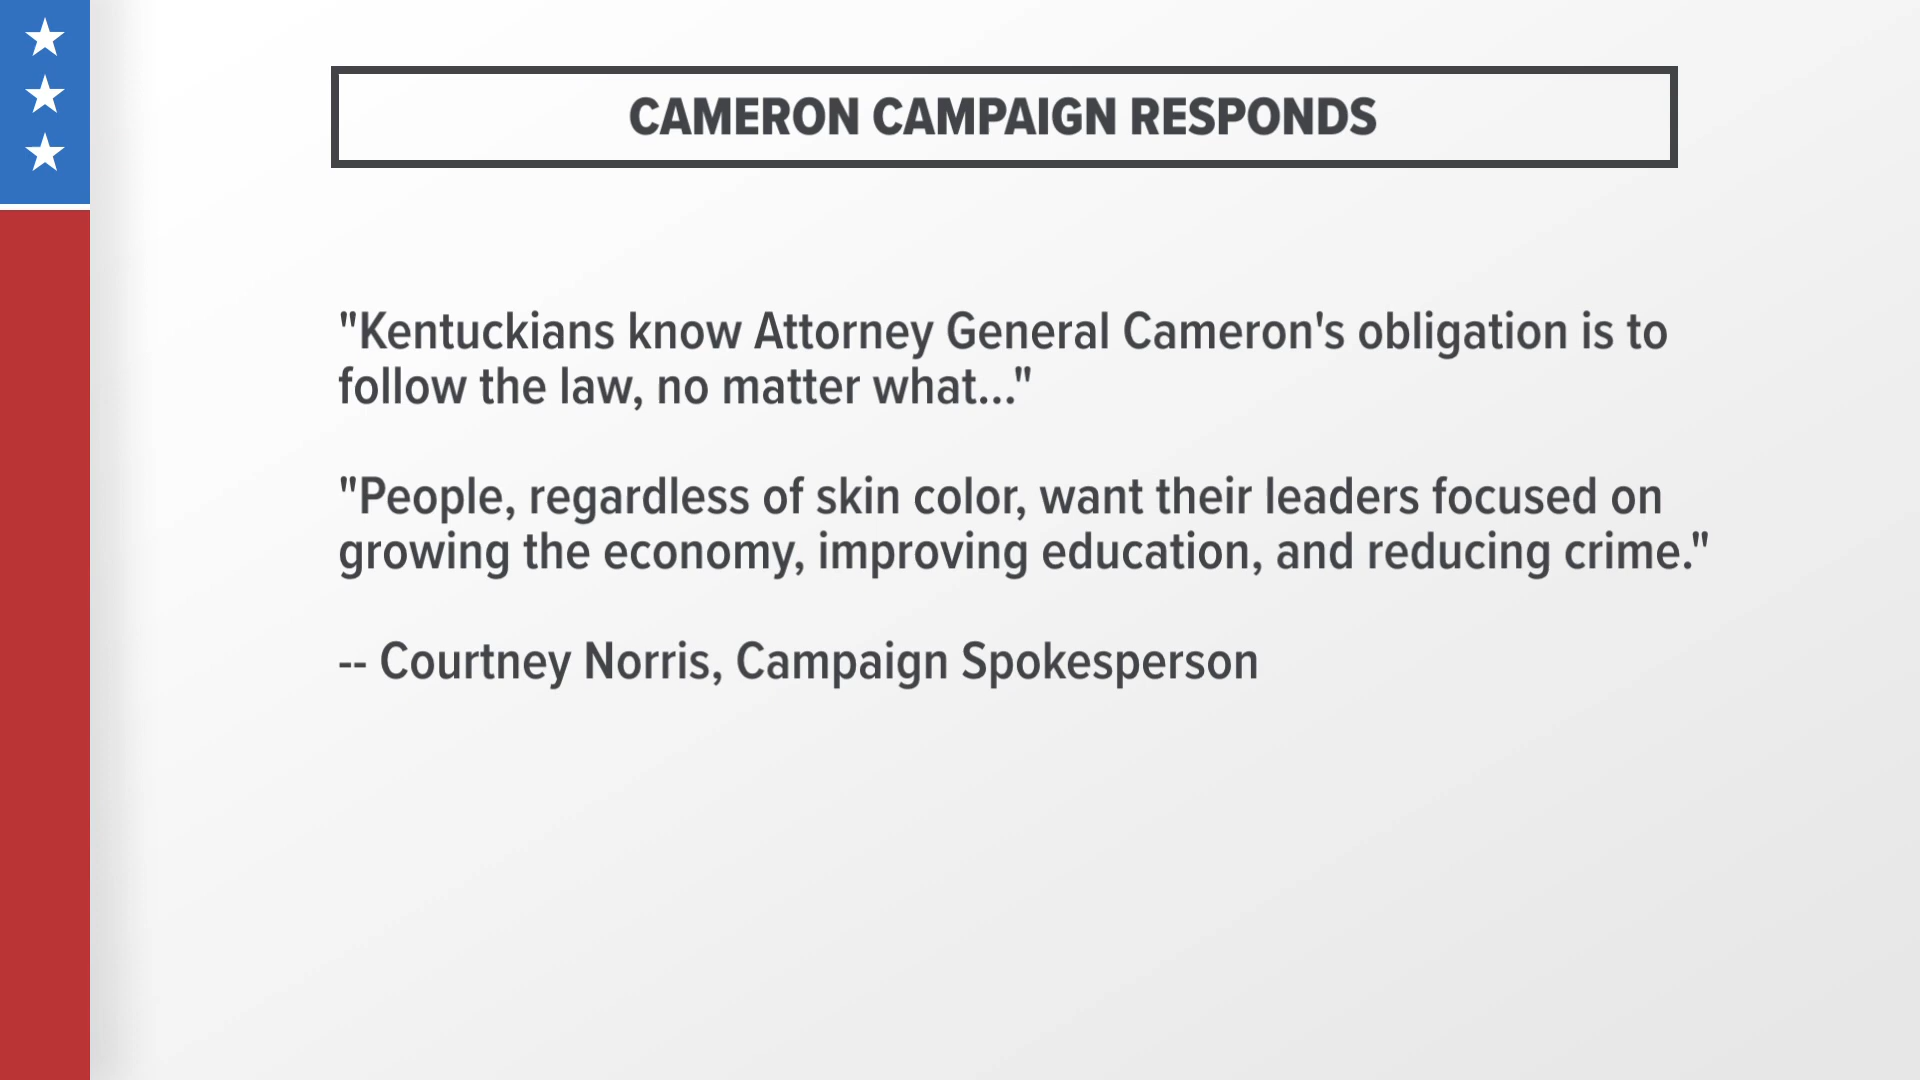 CAMERON CAMPAIGN RESPONDS
"Kentuckians know Attorney General Cameron's obligation is to
follow the law, no matter what..."
"People, regardless of skin color, want their leaders focused on
growing the economy, improving education, and reducing crime."
-- Courtney Norris, Campaign Spokesperson